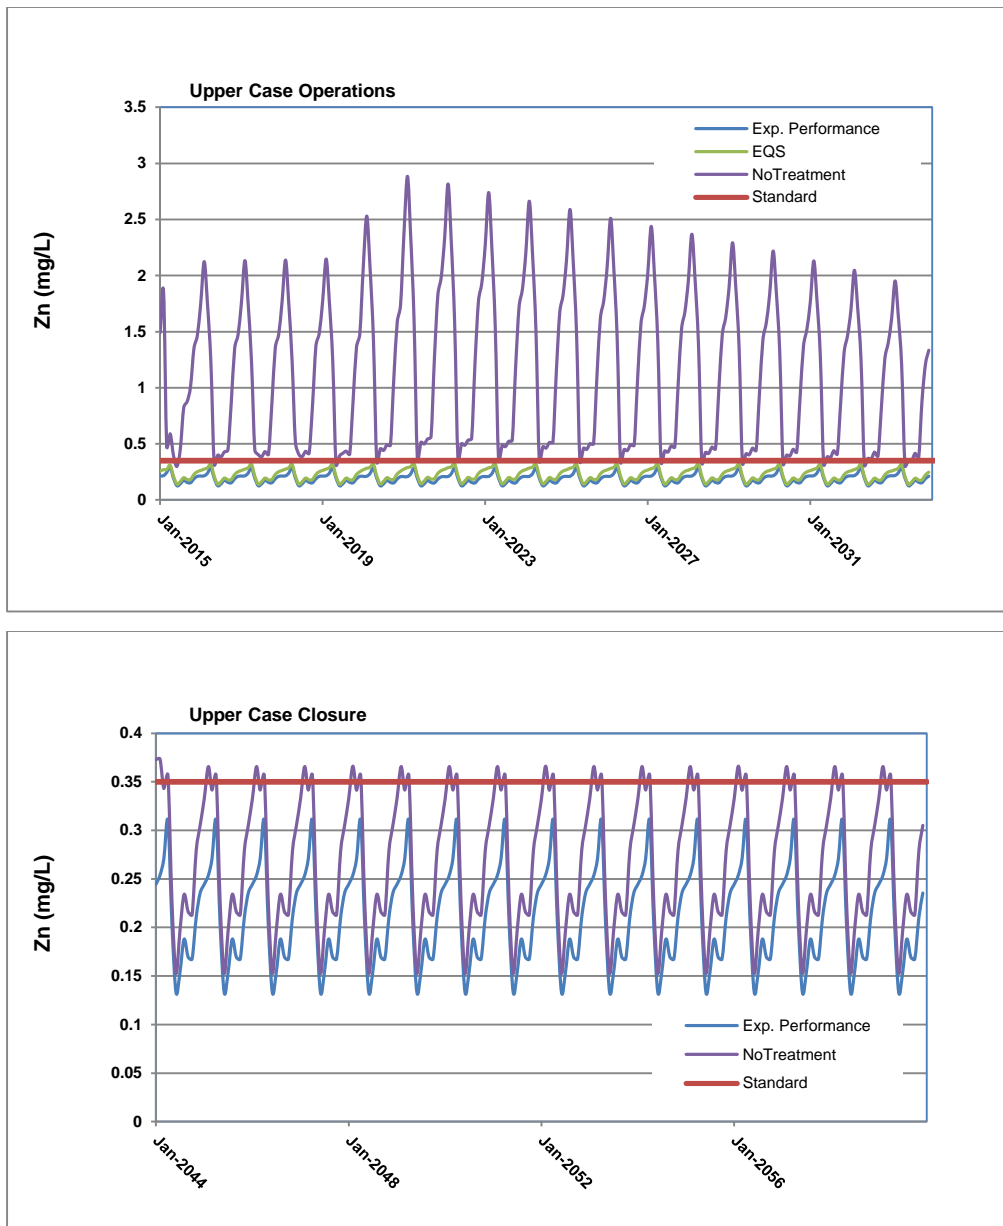 Upper Case Operations
3.5
3
2.5
2
1.5
1
0.5
0
Zn (mg/L)
Exp. Performance
EQS
NoTreatment
Standard
Jan-2015
Jan-2019
Jan-2023
Jan-2027
Jan-2031
Upper Case Closure
0.4
0.35
0.3
0.25
0.2
0.15
0.1
0.05
0
Zn (mg/L)
Exp. Performance
NoTreatment
Standard
Jan-2044
Jan-2048
Jan-2052
Jan-2056